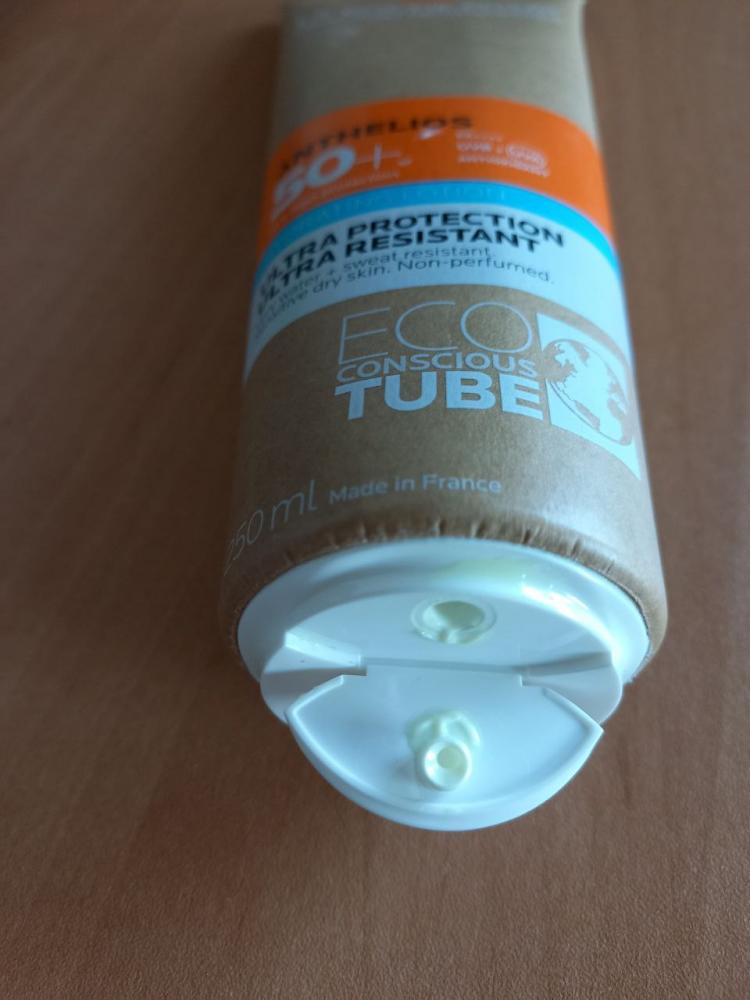 ANTHELIOS
50+
ULTRA PROTECTION
ULTRA RESISTANT
water + sweat resistant.
dry skin. Non-perfumed.
ECO
CONSCIOUS
TUBE
250 ml Made in France